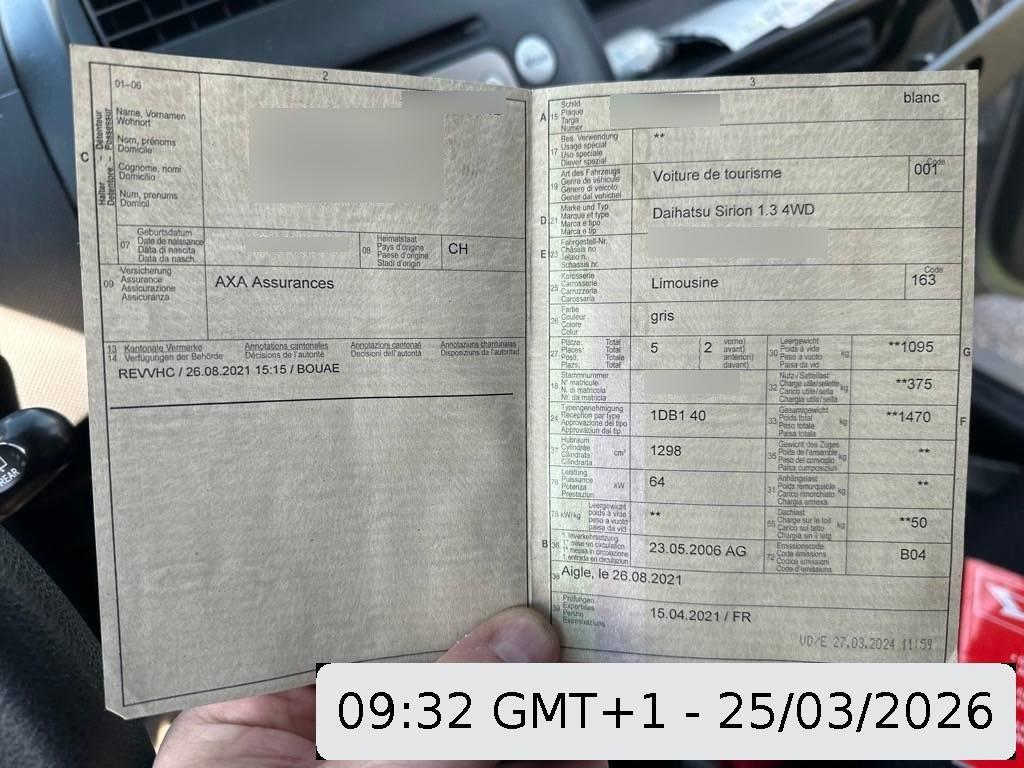 2
01–06
Name, Vornamen
Wohnort
Nom, prénoms
Domicile
Cognome, nomi
Domicilio
Num, prenums
Domicil
C
Halter - Détenteur
Detentore - Possessur
07
Geburtsdatum
Date de naissance
Data di nascita
Data da nasch.
08
Heimatstaat
Pays d'origine
Paese d'origine
Stadi d'origin
CH
09
Versicherung
Assurance
Assicurazione
Assicuranza
AXA Assurances
13
14
Kantonale Vermerke
Verfügungen der Behörde
Annotations cantonales
Décisions de l'autorité
Annotazioni cantonali
Decisioni dell'autorità
Annotaziuns chantunalas
Disposiziuns da l'autoritad
REVVHC / 26.08.2021 15:15 / BOUAE
3
A 15
Schild
Plaque
Targa
Numer
blanc
17
Bes. Verwendung
Usage spécial
Uso speciale
Diever spezial
**
19
Art des Fahrzeugs
Genre de véhicule
Genere di veicolo
Gener dal vehichel
Voiture de tourisme
Code
001
D 21
Marke und Typ
Marque et type
Marca e tipo
Marca e tip
Daihatsu Sirion 1.3 4WD
E 23
Fahrgestell-Nr.
Châssis no
Telaio n.
Schassis nr.
25
Karosserie
Carrosserie
Carrozzeria
Carossaria
Limousine
Code
163
26
Farbe
Couleur
Colore
Colur
gris
27
Plätze: Total
Places: Total
Posti: Totale
Plazs: Total
5
2
vorne)
avant)
anteriori)
davant)
30
Leergewicht
Poids à vide
Peso a vuoto
Paisa da vid
kg
**1095
G
18
Stammnummer
N° matricule
N. di matricola
Nr. da matricla
32
Nutz-/Sattellast
Charge utile/sellette
Carico utile/sella
Chargia utila/sella
kg
**375
24
Typengenehmigung
Réception par type
Approvazione del tipo
Approvaziun dal tip
1DB1 40
33
Gesamtgewicht
Poids total
Peso totale
Paisa totala
kg
**1470
F
37
Hubraum
Cylindrée
Cilindrata
Cilindrada
cm³
1298
35
Gewicht des Zuges
Poids de l'ensemble
Peso del convoglio
Paisa cumposiziun
kg
**
76
Leistung
Puissance
Potenza
Prestaziun
kW
64
31
Anhängelast
Poids remorquable
Carico rimorchiato
Chargia annexa
kg
**
78 kW/kg
Leergewicht
poids à vide
peso a vuoto
paisa da vid
**
55
Dachlast
Charge sur le toit
Carico sul tetto
Chargia sin il tetg
kg
**50
B 36
1. Inverkehrsetzung
1re mise en circulation
1a messa in circolazione
1. entrada en circulaziun
23.05.2006 AG
72
Emissionscode
Code émissions
Codice emissioni
Code d'emissiuns
B04
38
Aigle, le 26.08.2021
39
Prüfungen
Expertises
Perizie
Examinaziuns
15.04.2021 / FR
VD/E 27.03.2024 11:59
REAR
09:32 GMT+1 - 25/03/2026